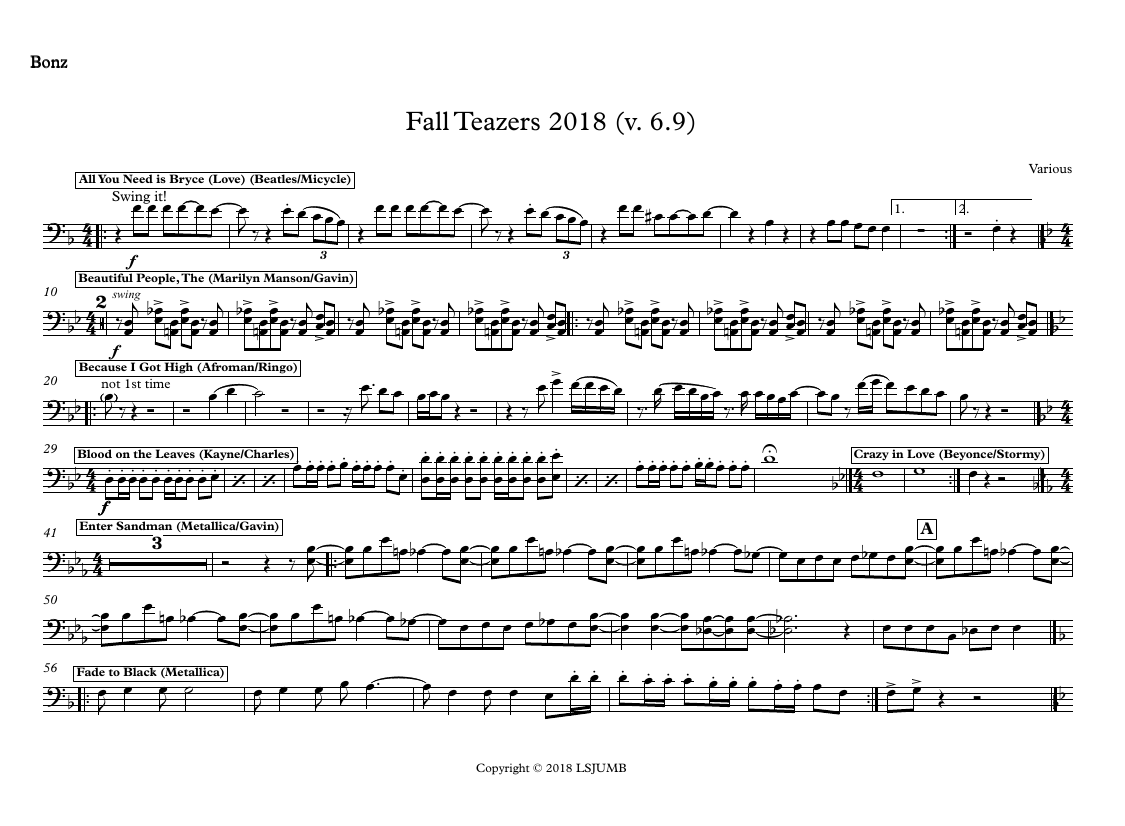 Bonz
Fall Teazers 2018 (v. 6.9)
Various
All You Need is Bryce (Love) (Beatles/Micycle)
Swing it!
1. 2.
f
3 3
Beautiful People, The (Marilyn Manson/Gavin)
10
2 swing
f
Because I Got High (Afroman/Ringo)
20
not 1st time
29
Blood on the Leaves (Kayne/Charles) Crazy in Love (Beyonce/Stormy)
f
41
Enter Sandman (Metallica/Gavin) A
3
50
56
Fade to Black (Metallica)
Copyright © 2018 LSJUMB